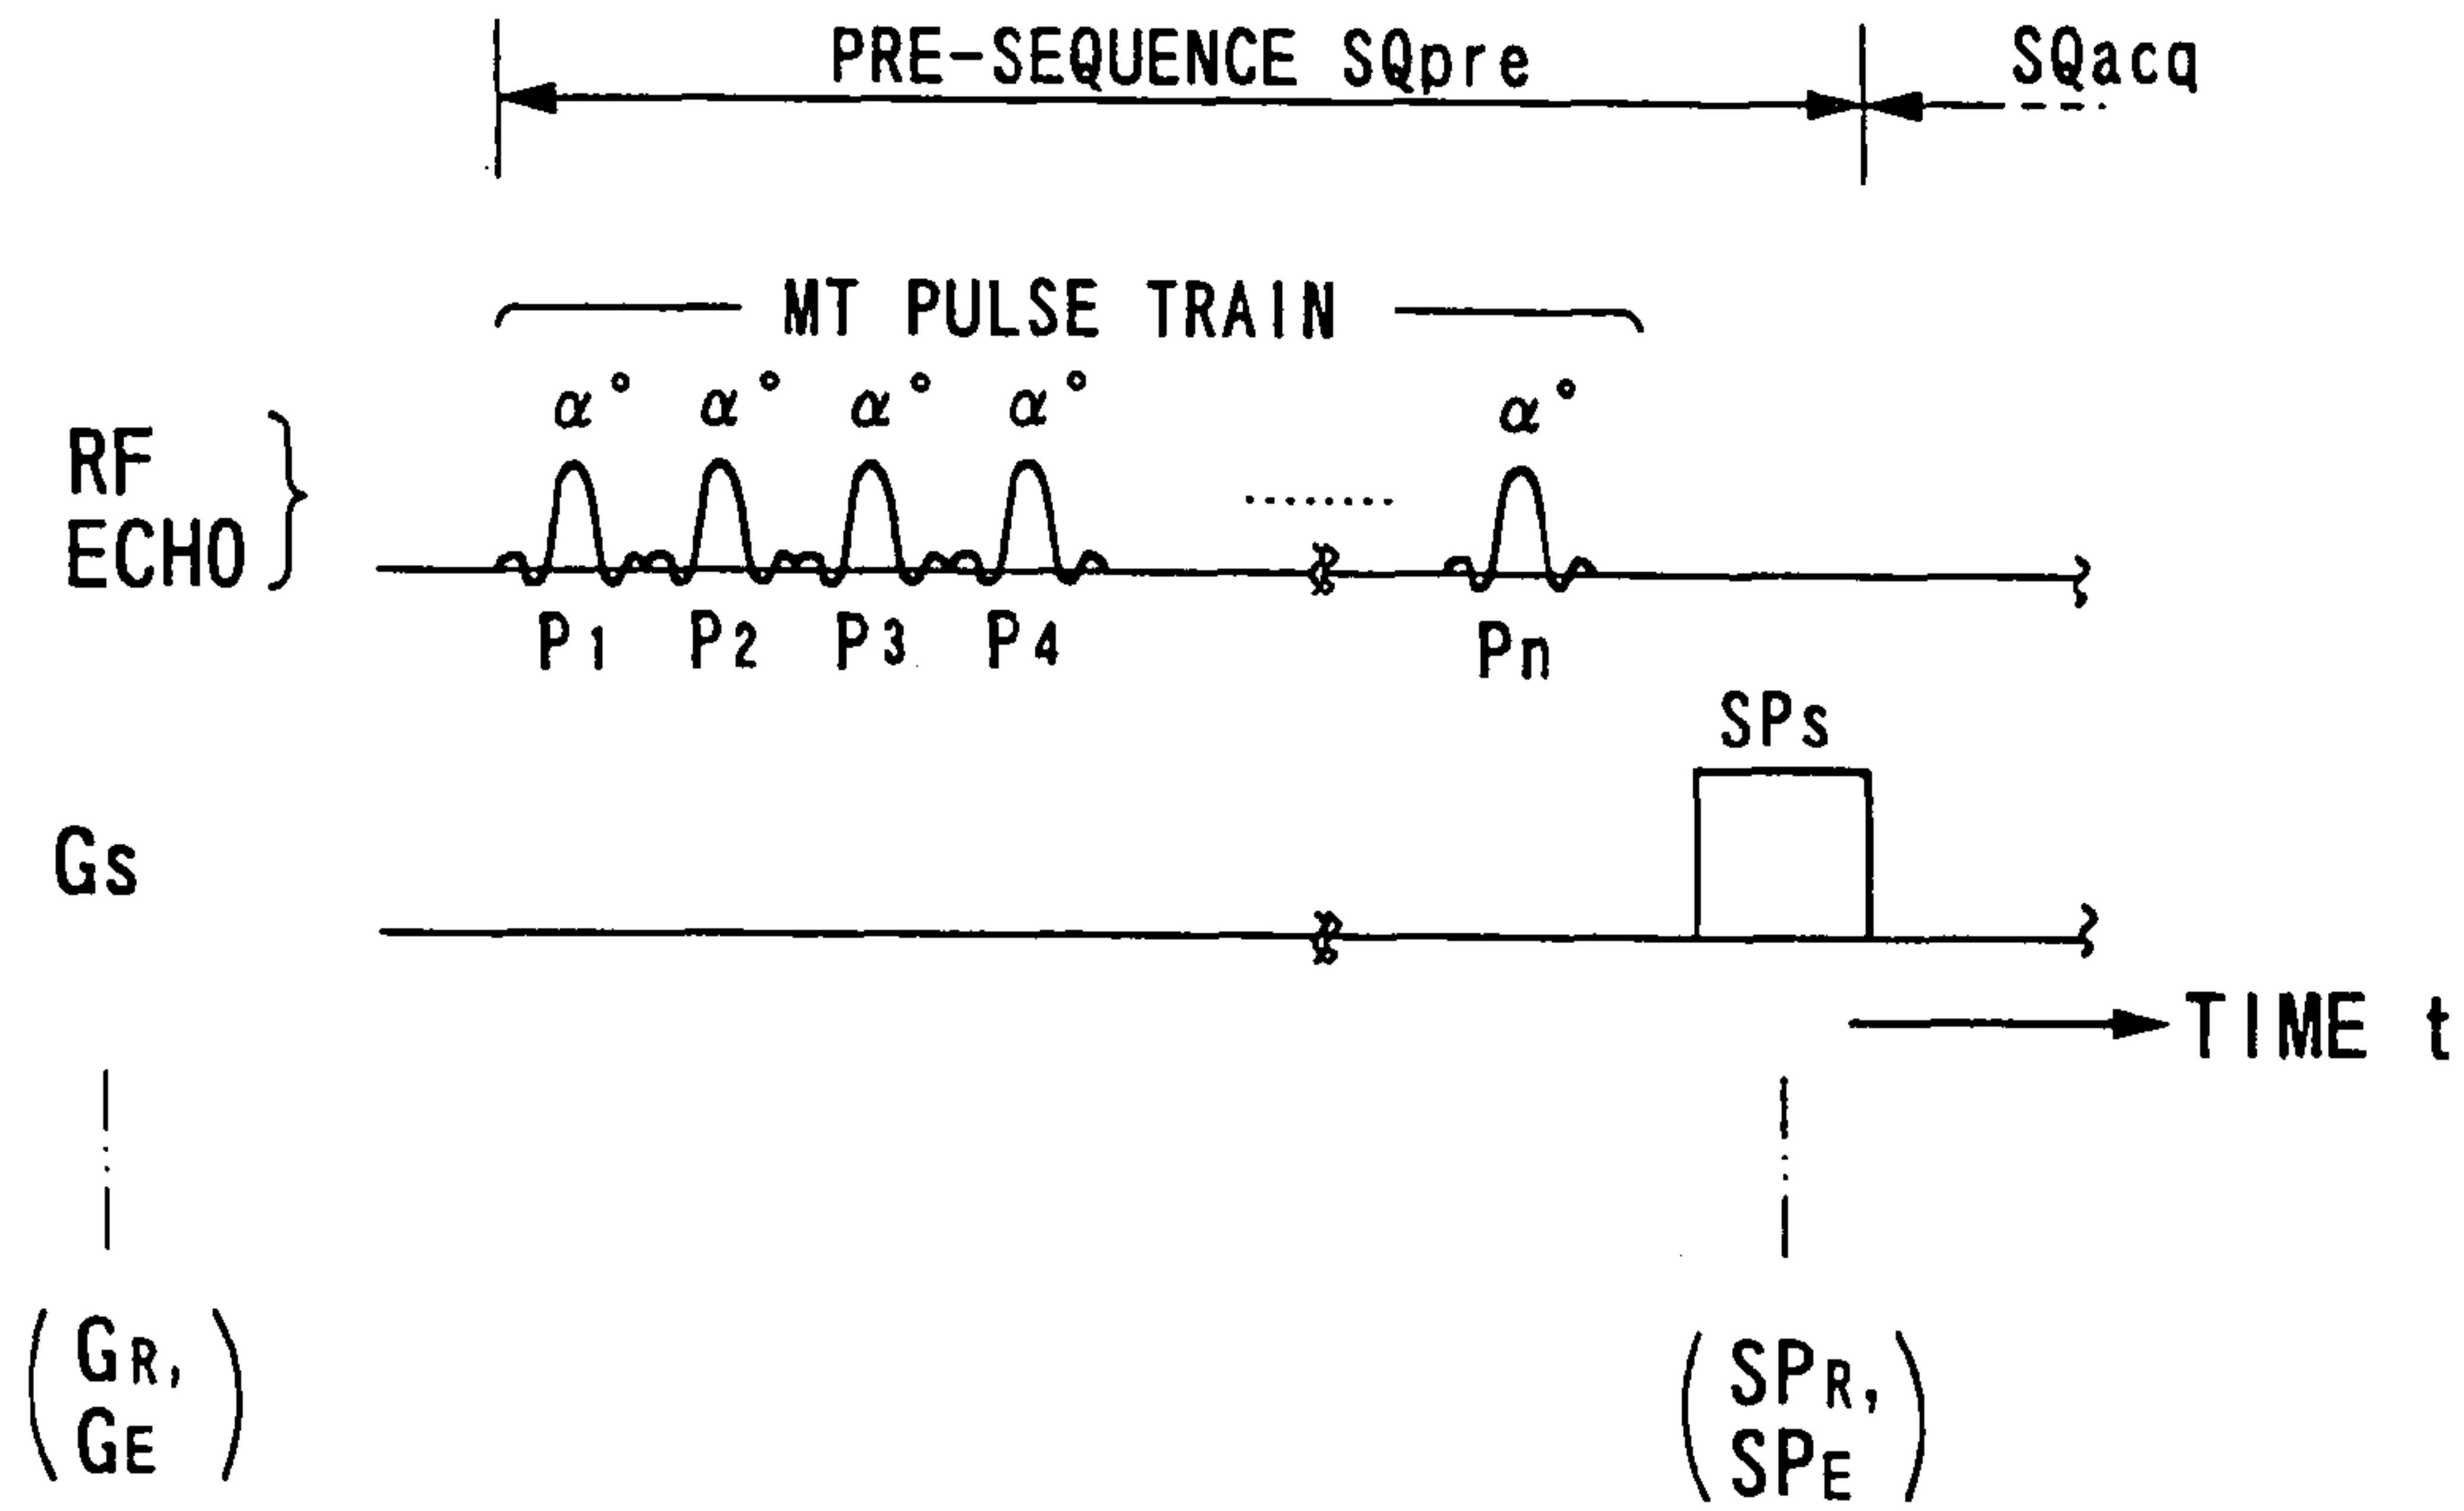 PRE-SEQUENCE SQpre
SQacq
MT PULSE TRAIN
α° α° α° α° α°
RF
ECHO
P1 P2 P3 P4 Pn
SPs
Gs
TIME t
(GR,
GE)
(SPR,
SPE)